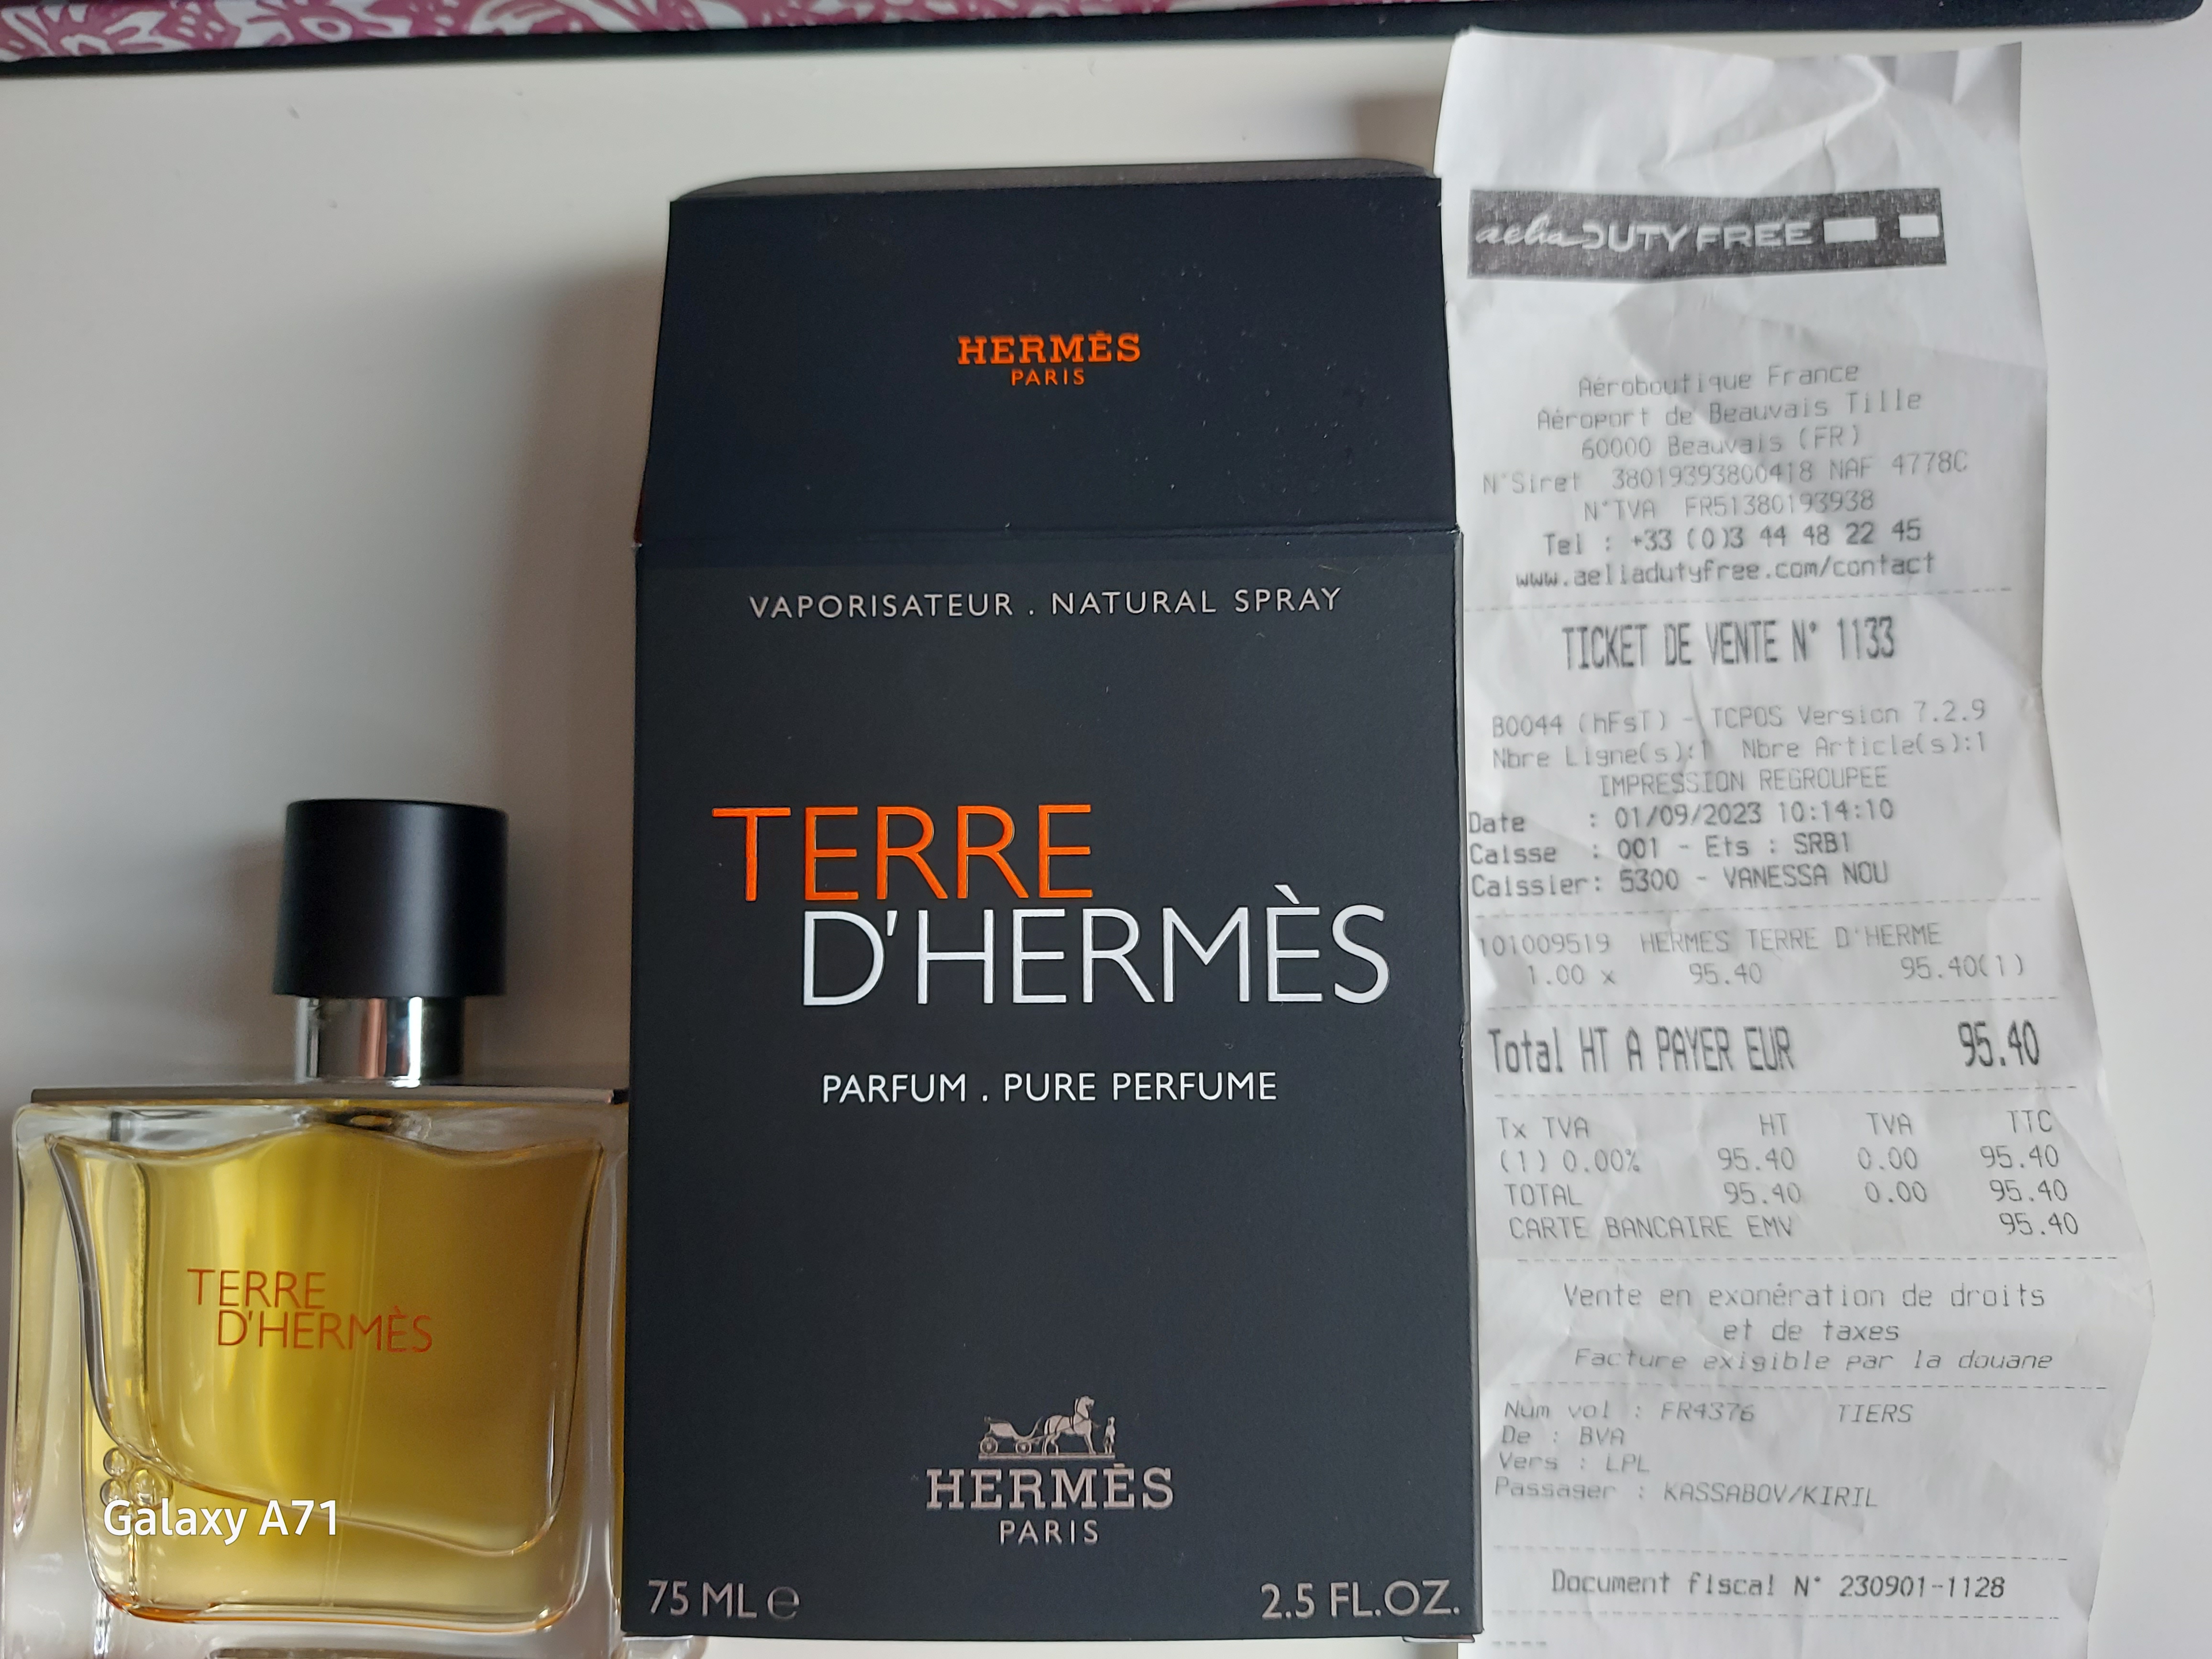 HERMÈS
PARIS
VAPORISATEUR . NATURAL SPRAY
TERRE
D'HERMÈS
PARFUM . PURE PERFUME
HERMÈS
PARIS
75 ML ℮
2.5 FL.OZ.
TERRE
D'HERMÈS
Galaxy A71
aelia DUTY FREE
Aéroboutique France
Aéroport de Beauvais Tille
60000 Beauvais (FR)
N°Siret 38019393800418 NAF 4778C
N°TVA FR51380193938
Tel : +33 (0)3 44 48 22 45
www.aeliadutyfree.com/contact
TICKET DE VENTE N° 1133
B0044 (hFsT) - TCPOS Version 7.2.9
Nbre Ligne(s):1 Nbre Article(s):1
IMPRESSION REGROUPEE
Date : 01/09/2023 10:14:10
Caisse : 001 - Ets : SRB1
Caissier: 5300 - VANESSA NOU
101009519 HERMES TERRE D'HERME
1.00 x 95.40 95.40(1)
Total HT A PAYER EUR 95.40
Tx TVA HT TVA TTC
(1) 0.00% 95.40 0.00 95.40
TOTAL 95.40 0.00 95.40
CARTE BANCAIRE EMV 95.40
Vente en exonération de droits
et de taxes
Facture exigible par la douane
Num vol : FR4376 TIERS
De : BVA
Vers : LPL
Passager : KASSABOV/KIRIL
Document fiscal N° 230901-1128